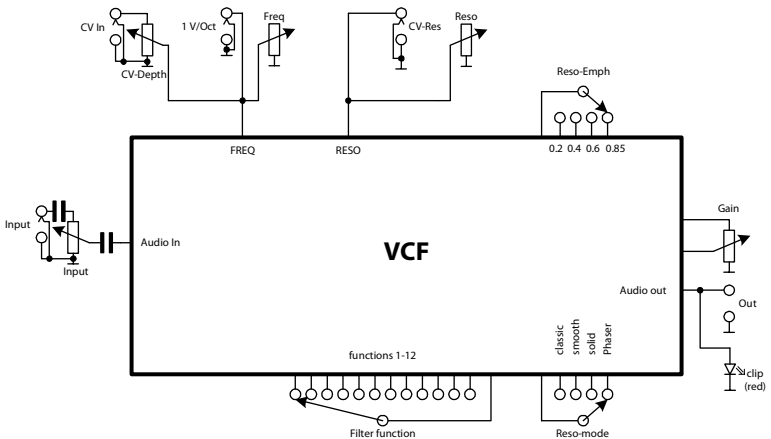 CV In
CV-Depth
1 V/Oct
Freq
CV-Res
Reso
Reso-Emph
0.2 0.4 0.6 0.85
FREQ
RESO
Input
Input
Audio In
VCF
Gain
Audio out
Out
clip
(red)
classic
smooth
solid
Phaser
functions 1-12
Filter function
Reso-mode